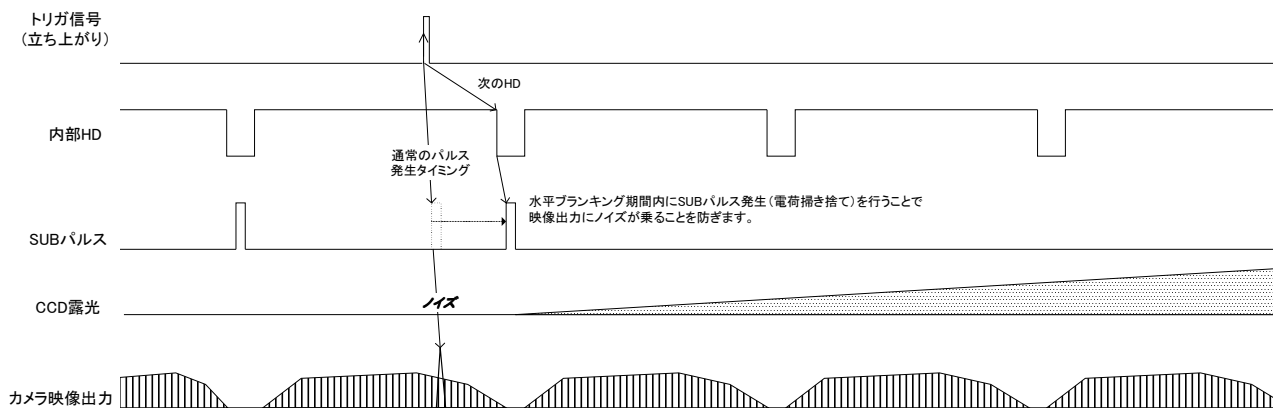 トリガ信号
(立ち上がり)
次のHD
内部HD
通常のパルス
発生タイミング
水平ブランキング期間内にSUBパルス発生(電荷掃き捨て)を行うことで
映像出力にノイズが乗ることを防ぎます。
SUBパルス
ノイズ
CCD露光
カメラ映像出力